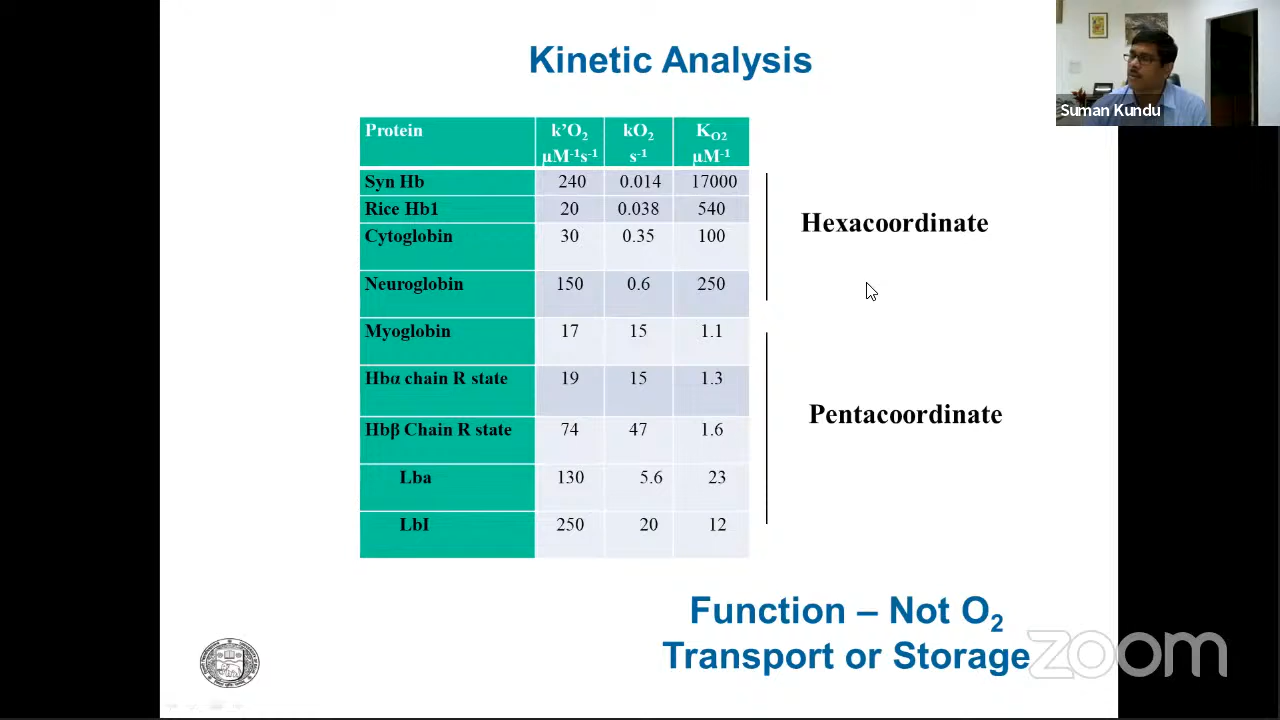 Kinetic Analysis
Suman Kundu
Protein k’O2 kO2 KO2
µM-1s-1 s-1 µM-1
Syn Hb 240 0.014 17000
Rice Hb1 20 0.038 540
Cytoglobin 30 0.35 100
Neuroglobin 150 0.6 250
Myoglobin 17 15 1.1
Hbα chain R state 19 15 1.3
Hbβ Chain R state 74 47 1.6
Lba 130 5.6 23
LbI 250 20 12
Hexacoordinate
Pentacoordinate
Function – Not O2
Transport or Storage
zoom